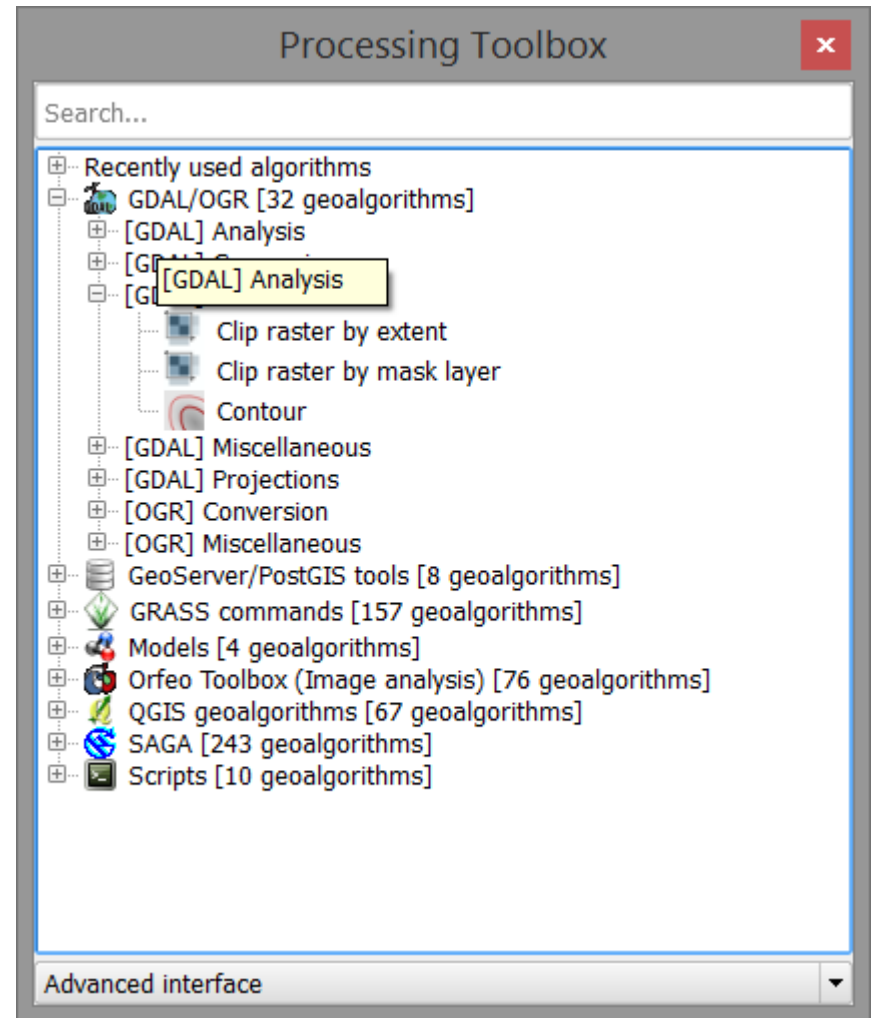 Processing Toolbox
Search...
Recently used algorithms
GDAL/OGR [32 geoalgorithms]
[GDAL] Analysis
[GDAL] Analysis
Clip raster by extent
Clip raster by mask layer
Contour
[GDAL] Miscellaneous
[GDAL] Projections
[OGR] Conversion
[OGR] Miscellaneous
GeoServer/PostGIS tools [8 geoalgorithms]
GRASS commands [157 geoalgorithms]
Models [4 geoalgorithms]
Orfeo Toolbox (Image analysis) [76 geoalgorithms]
QGIS geoalgorithms [67 geoalgorithms]
SAGA [243 geoalgorithms]
Scripts [10 geoalgorithms]
Advanced interface